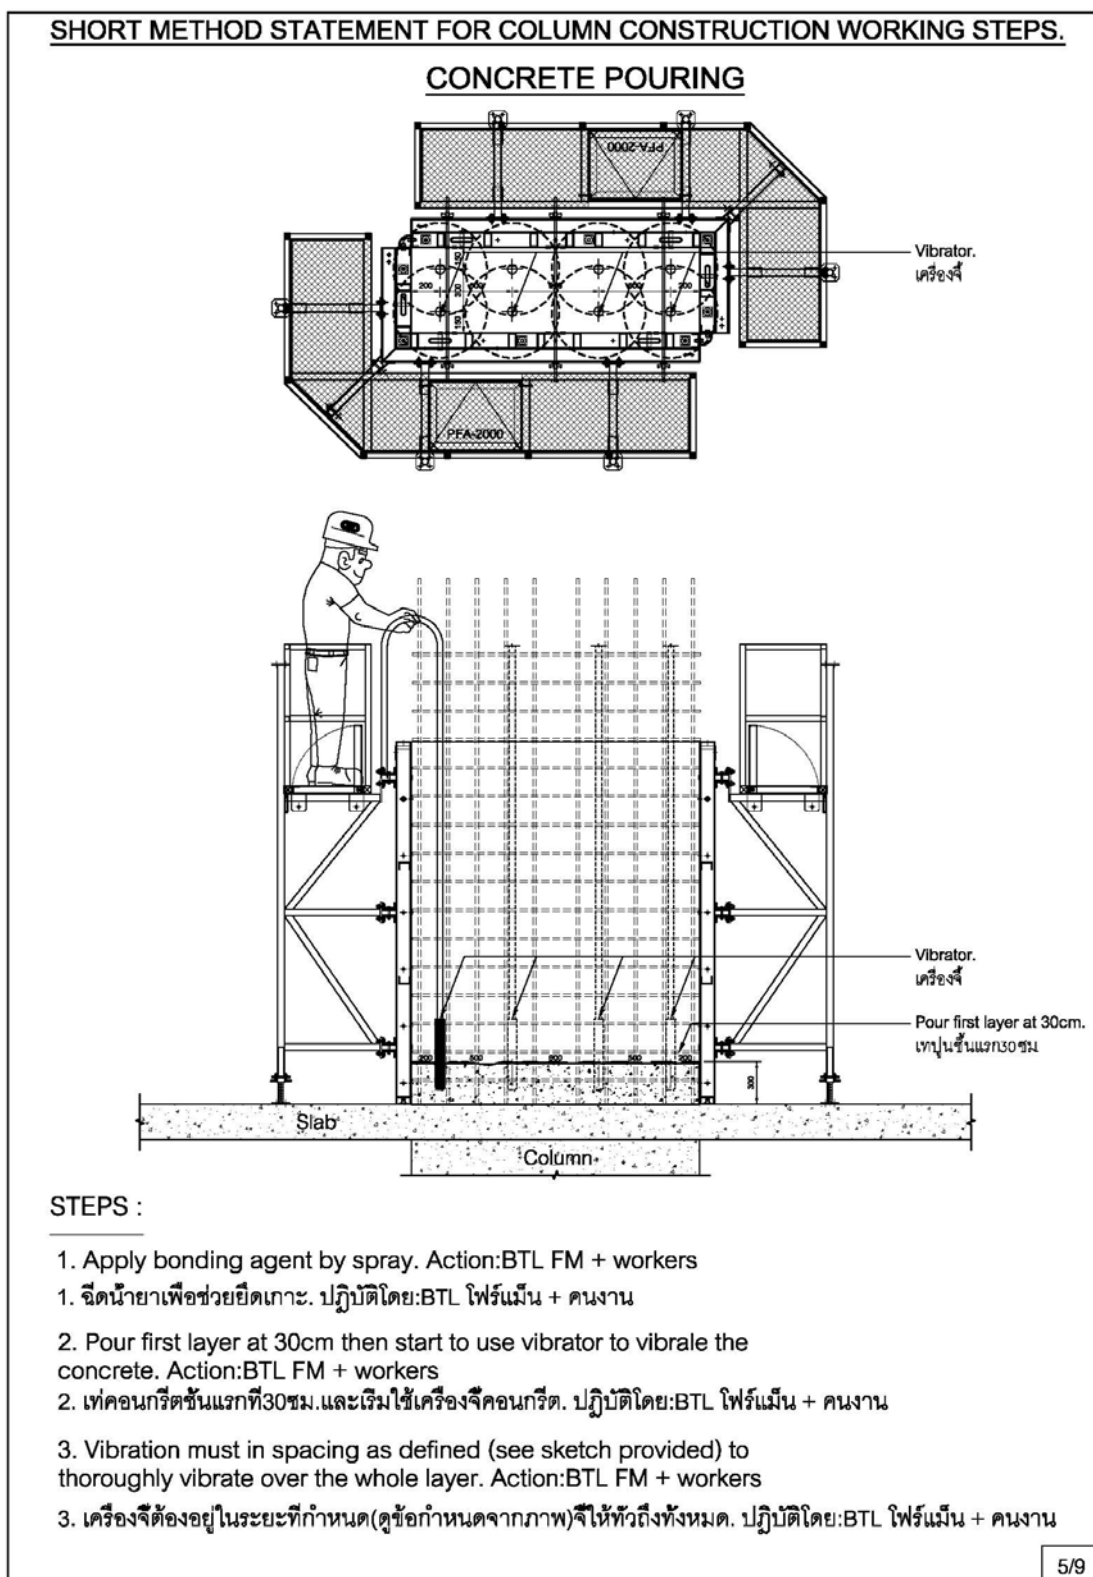 SHORT METHOD STATEMENT FOR COLUMN CONSTRUCTION WORKING STEPS.
CONCRETE POURING
PFA-2000
Vibrator.
เครื่องจี้
150
200
300
200
150
PFA-2000
Vibrator.
เครื่องจี้
Pour first layer at 30cm.
เทปูนชั้นแรก30ซม
200
500
500
200
300
Slab
Column
STEPS :
1. Apply bonding agent by spray. Action:BTL FM + workers
1. ฉีดน้ำยาเพื่อช่วยยึดเกาะ. ปฏิบัติโดย:BTL โฟร์แม็น + คนงาน
2. Pour first layer at 30cm then start to use vibrator to vibrale the
concrete. Action:BTL FM + workers
2. เท่คอนกรีตชั้นแรกที่30ซม.และเริ่มใช้เครื่องจี้คอนกรีต. ปฏิบัติโดย:BTL โฟร์แม็น + คนงาน
3. Vibration must in spacing as defined (see sketch provided) to
thoroughly vibrate over the whole layer. Action:BTL FM + workers
3. เครื่องจี้ต้องอยู่ในระยะที่กำหนด(ดูข้อกำหนดจากภาพ)จี้ให้ทั่วถึงทั้งหมด. ปฏิบัติโดย:BTL โฟร์แม็น + คนงาน
5/9